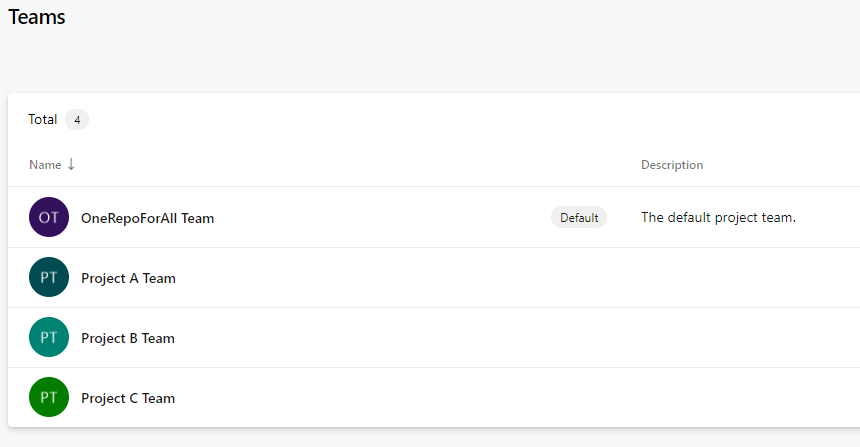 Teams
Total 4
Name ↓ Description
OT OneRepoForAll Team Default The default project team.
PT Project A Team
PT Project B Team
PT Project C Team